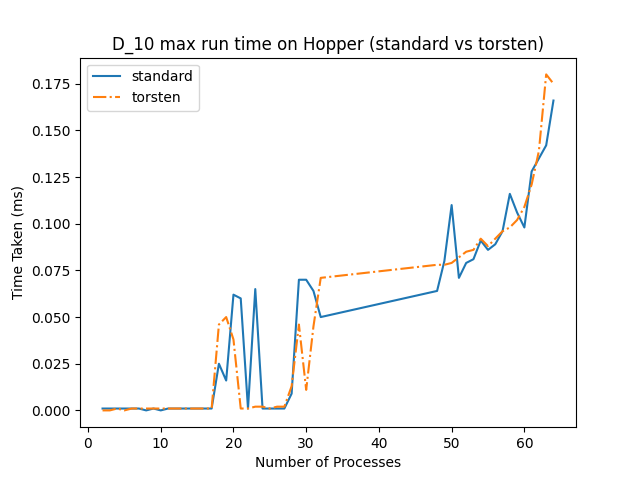 D_10 max run time on Hopper (standard vs torsten)
standard
torsten
Time Taken (ms)
0.175
0.150
0.125
0.100
0.075
0.050
0.025
0.000
0 10 20 30 40 50 60
Number of Processes